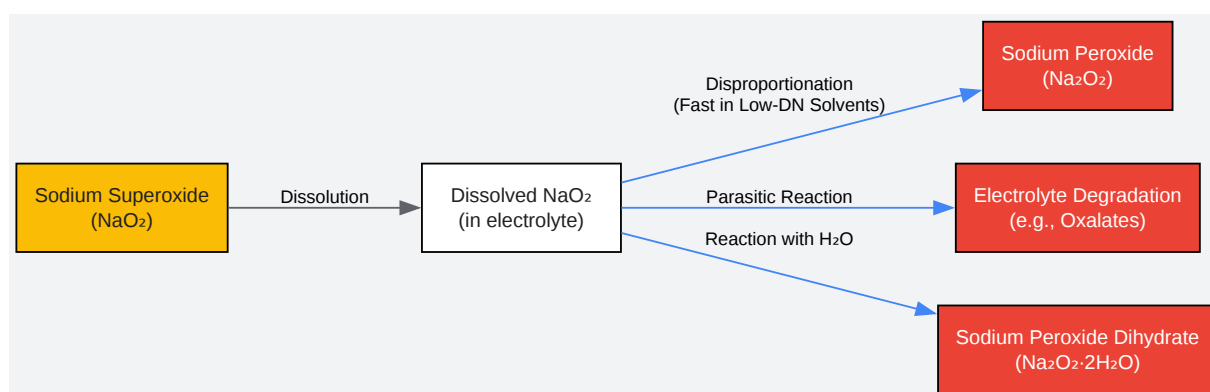 Sodium Superoxide
(NaO₂)
Dissolution
Dissolved NaO₂
(in electrolyte)
Disproportionation
(Fast in Low-DN Solvents)
Sodium Peroxide
(Na₂O₂)
Parasitic Reaction
Electrolyte Degradation
(e.g., Oxalates)
Reaction with H₂O
Sodium Peroxide Dihydrate
(Na₂O₂·2H₂O)